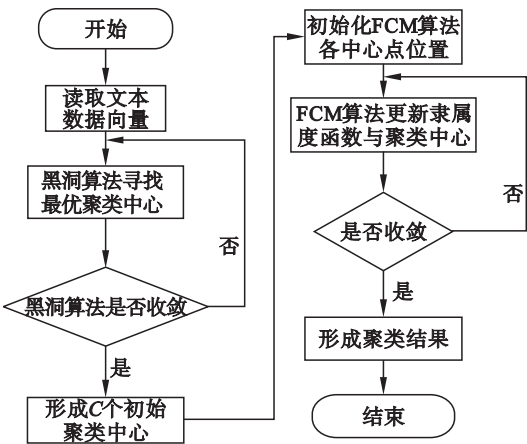 开始
读取文本
数据向量
黑洞算法寻找
最优聚类中心
否
黑洞算法是否收敛
是
形成C个初始
聚类中心
初始化FCM算法
各中心点位置
FCM算法更新隶属
度函数与聚类中心
否
是否收敛
是
形成聚类结果
结束